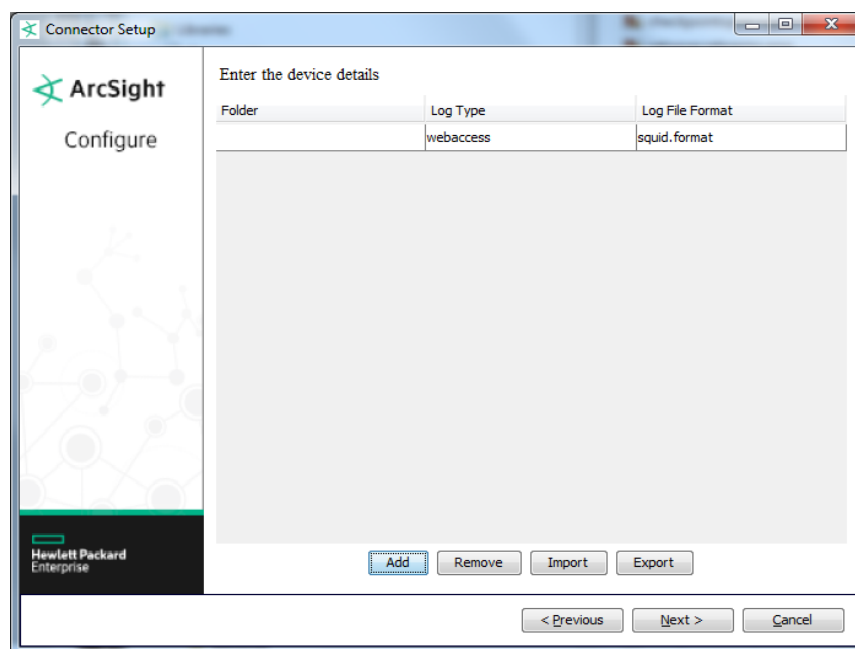 Connector Setup
ArcSight
Configure
Enter the device details
Folder Log Type Log File Format
webaccess squid.format
Add Remove Import Export
Hewlett Packard
Enterprise
< Previous Next > Cancel